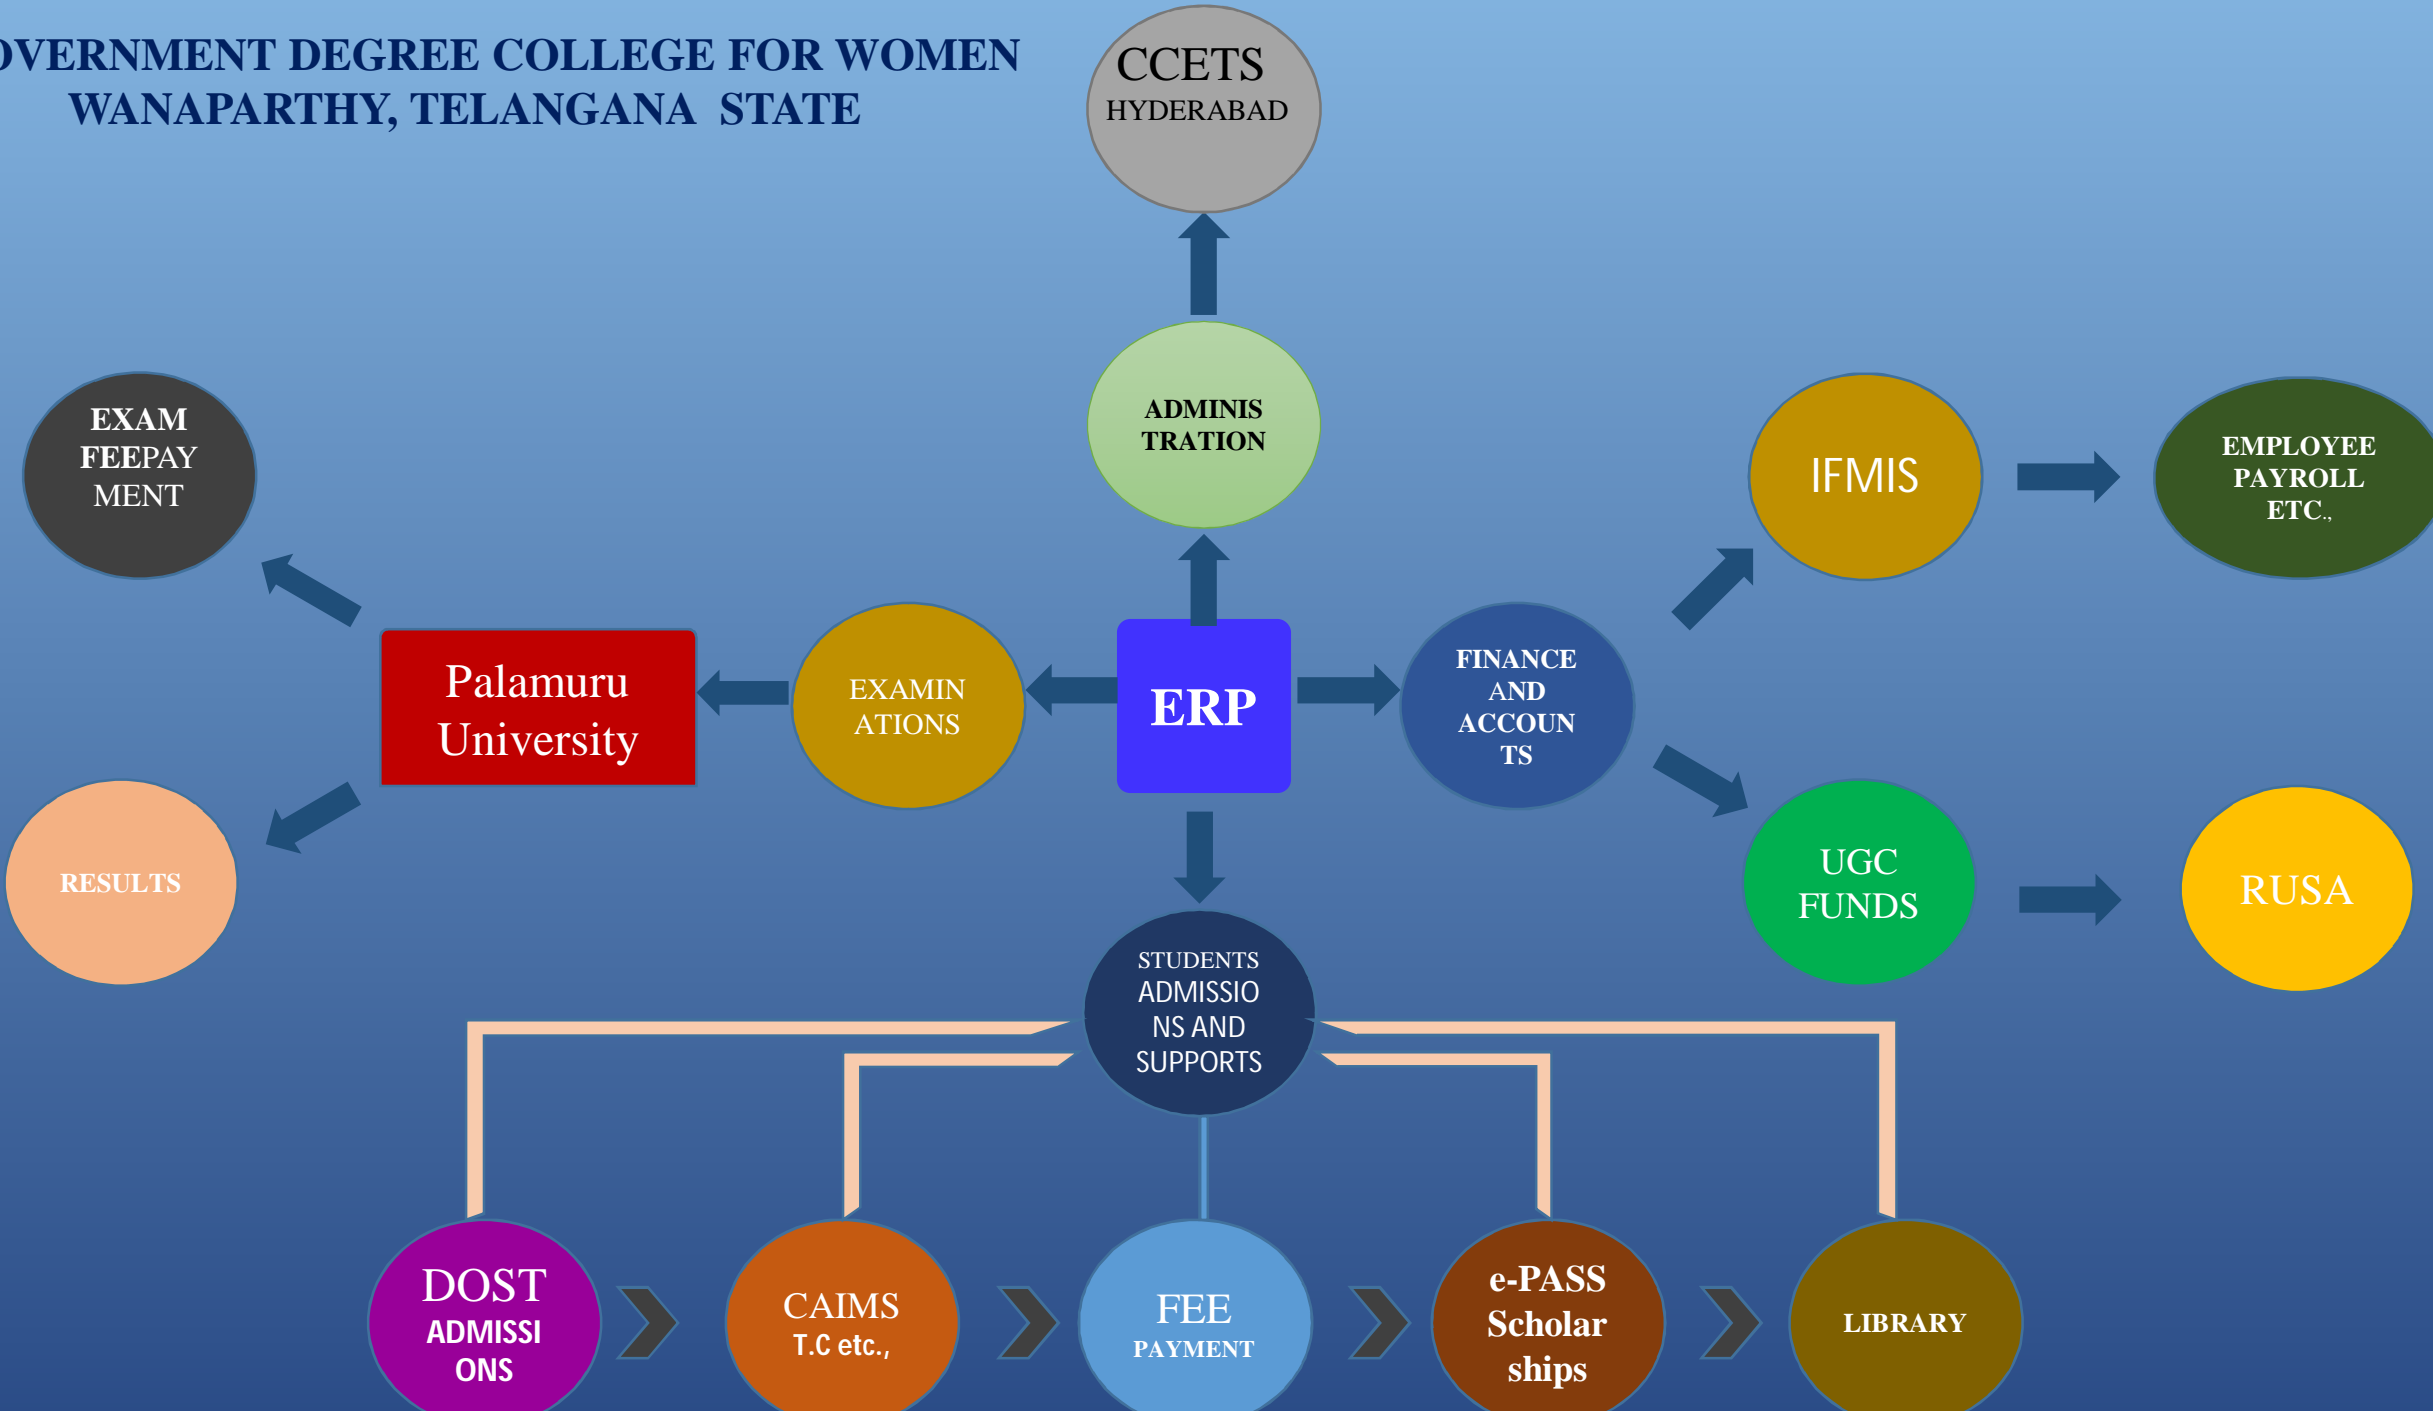 OVERNMENT DEGREE COLLEGE FOR WOMEN
WANAPARTHY, TELANGANA STATE
CCETS
HYDERABAD
ADMINIS
TRATION
EXAM
FEEPAY
MENT
IFMIS
EMPLOYEE
PAYROLL
ETC.,
Palamuru
University
EXAMIN
ATIONS
ERP
FINANCE
AND
ACCOUN
TS
RESULTS
UGC
FUNDS
RUSA
STUDENTS
ADMISSIO
NS AND
SUPPORTS
DOST
ADMISSI
ONS
CAIMS
T.C etc.,
FEE
PAYMENT
e-PASS
Scholar
ships
LIBRARY